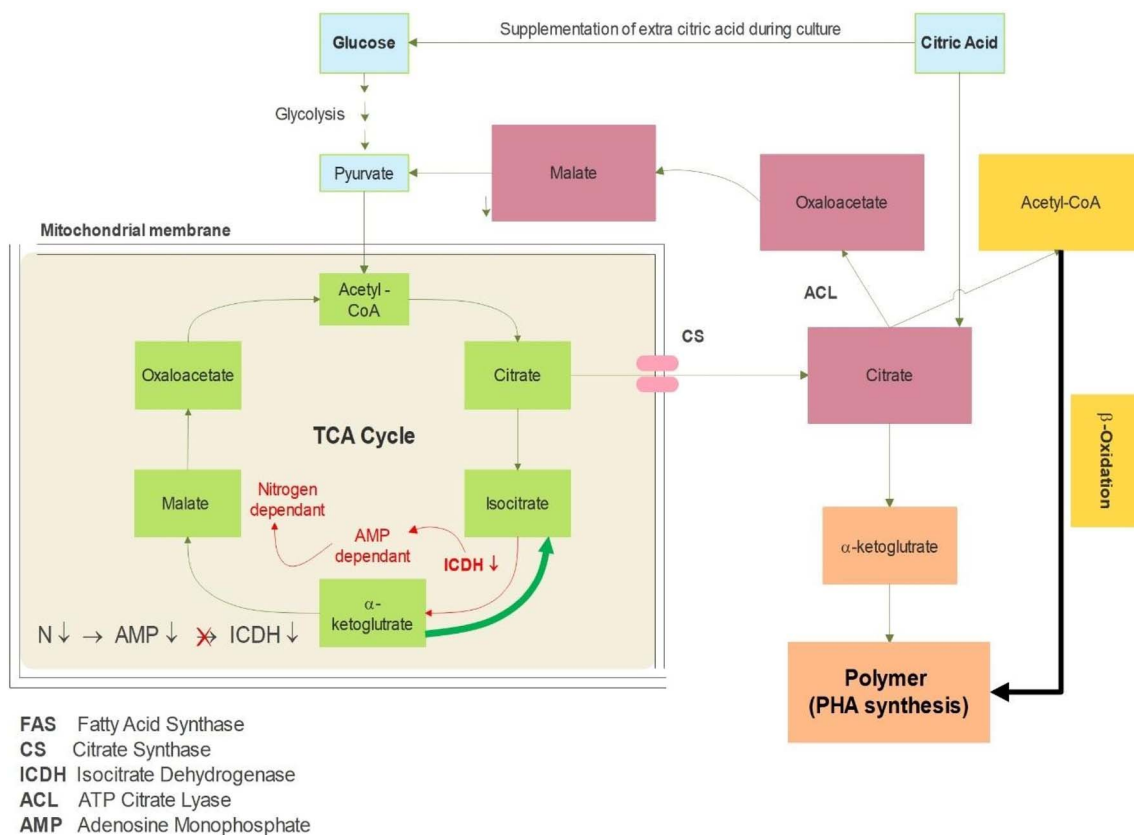 Supplementation of extra citric acid during culture
Glucose
Citric Acid
Glycolysis
Pyurvate
Malate
Oxaloacetate
Acetyl-CoA
Mitochondrial membrane
Acetyl -
CoA
ACL
CS
Oxaloacetate
Citrate
Citrate
TCA Cycle
β-Oxidation
Malate
Nitrogen
dependant
Isocitrate
AMP
dependant
ICDH ↓
α-ketoglutrate
α-
ketoglutrate
N ↓ → AMP ↓ → ICDH ↓
Polymer
(PHA synthesis)
FAS Fatty Acid Synthase
CS Citrate Synthase
ICDH Isocitrate Dehydrogenase
ACL ATP Citrate Lyase
AMP Adenosine Monophosphate